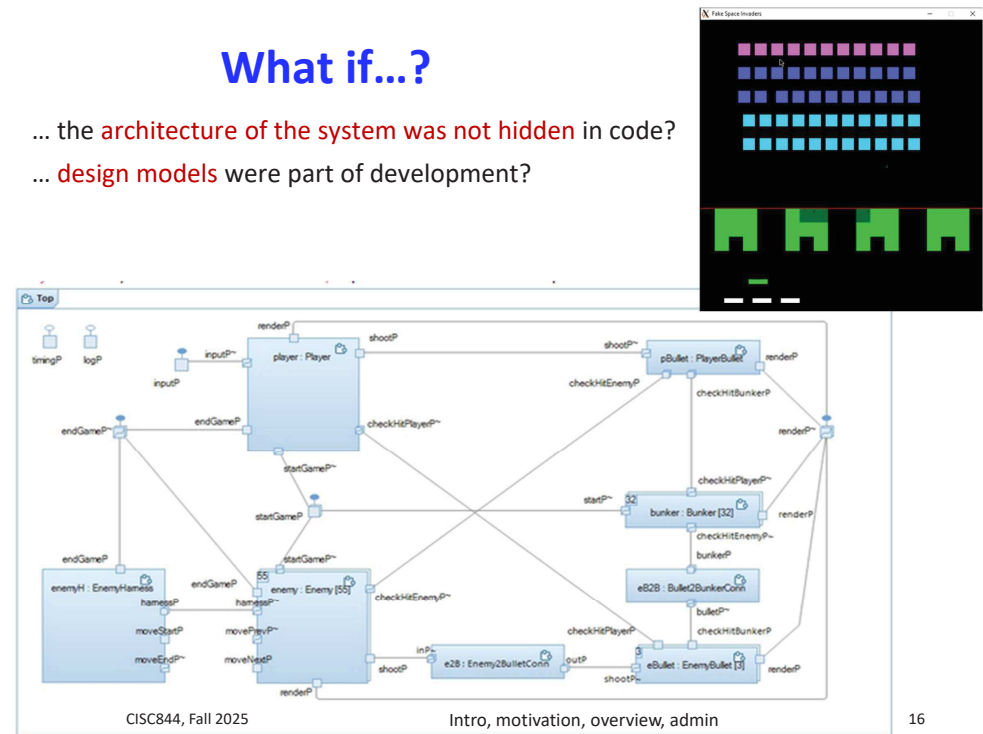 Fake Space Invaders
What if…?
… the architecture of the system was not hidden in code?
… design models were part of development?
Top
timingP
logP
inputP
inputP~
renderP
player : Player
shootP
shootP~
pBullet : PlayerBullet
renderP
checkHitEnemyP
checkHitBunkerP
endGameP~
endGameP
checkHitPlayerP~
renderP~
startGameP~
startGameP
checkHitPlayerP~
startP~
32
bunker : Bunker [32]
renderP
checkHitEnemyP~
bunkerP
endGameP
startGameP~
enemyH : EnemyHarness
harnessP
moveStartP
moveEndP~
endGameP
55
enemy : Enemy [55]
harnessP~
movePrevP~
moveNextP
checkHitEnemyP~
eB2B : Bullet2BunkerConn
bulletP~
checkHitPlayerP
checkHitBunkerP
shootP
inP~
e2B : Enemy2BulletConn
outP
shootP~
3
eBullet : EnemyBullet [3]
renderP
renderP
CISC844, Fall 2025
Intro, motivation, overview, admin
16